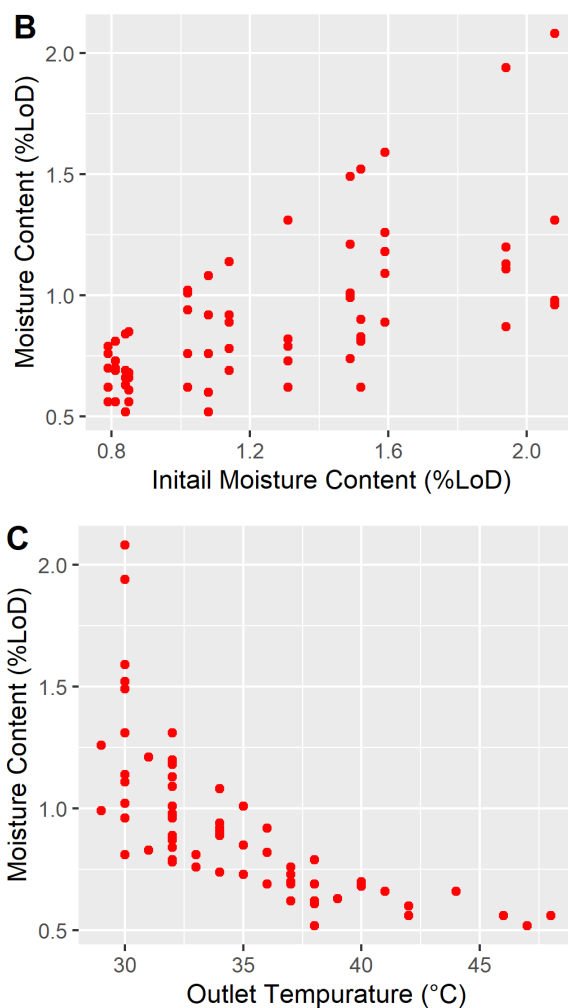 B
Moisture Content (%LoD)
2.0
1.5
1.0
0.5
0.8 1.2 1.6 2.0
Initail Moisture Content (%LoD)
C
Moisture Content (%LoD)
2.0
1.5
1.0
0.5
30 35 40 45
Outlet Tempurature (°C)